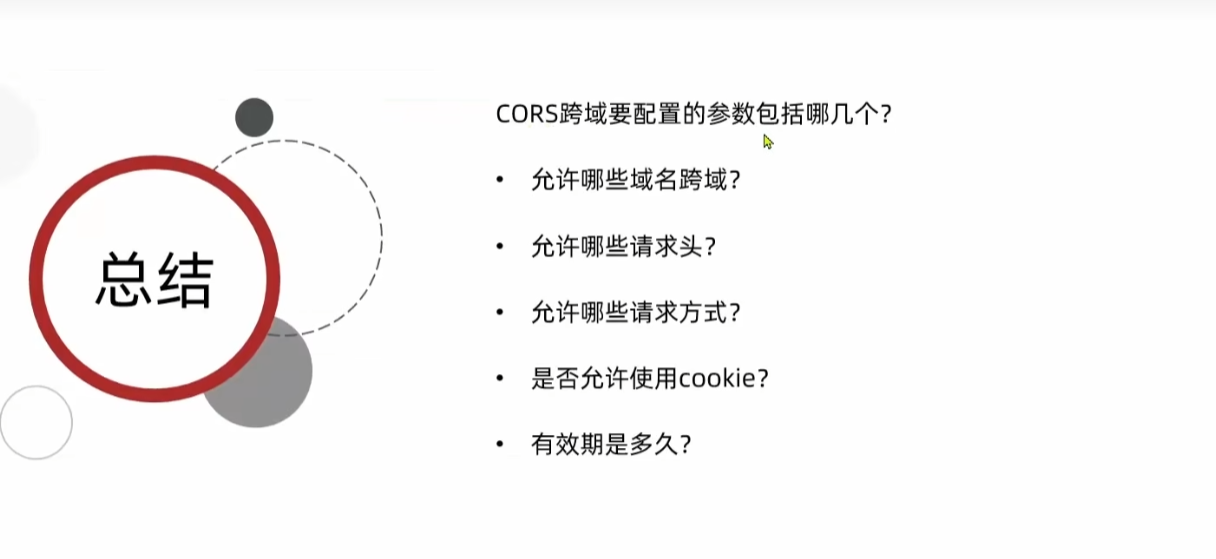 总结
CORS跨域要配置的参数包括哪几个？
• 允许哪些域名跨域？
• 允许哪些请求头？
• 允许哪些请求方式？
• 是否允许使用cookie？
• 有效期是多久？